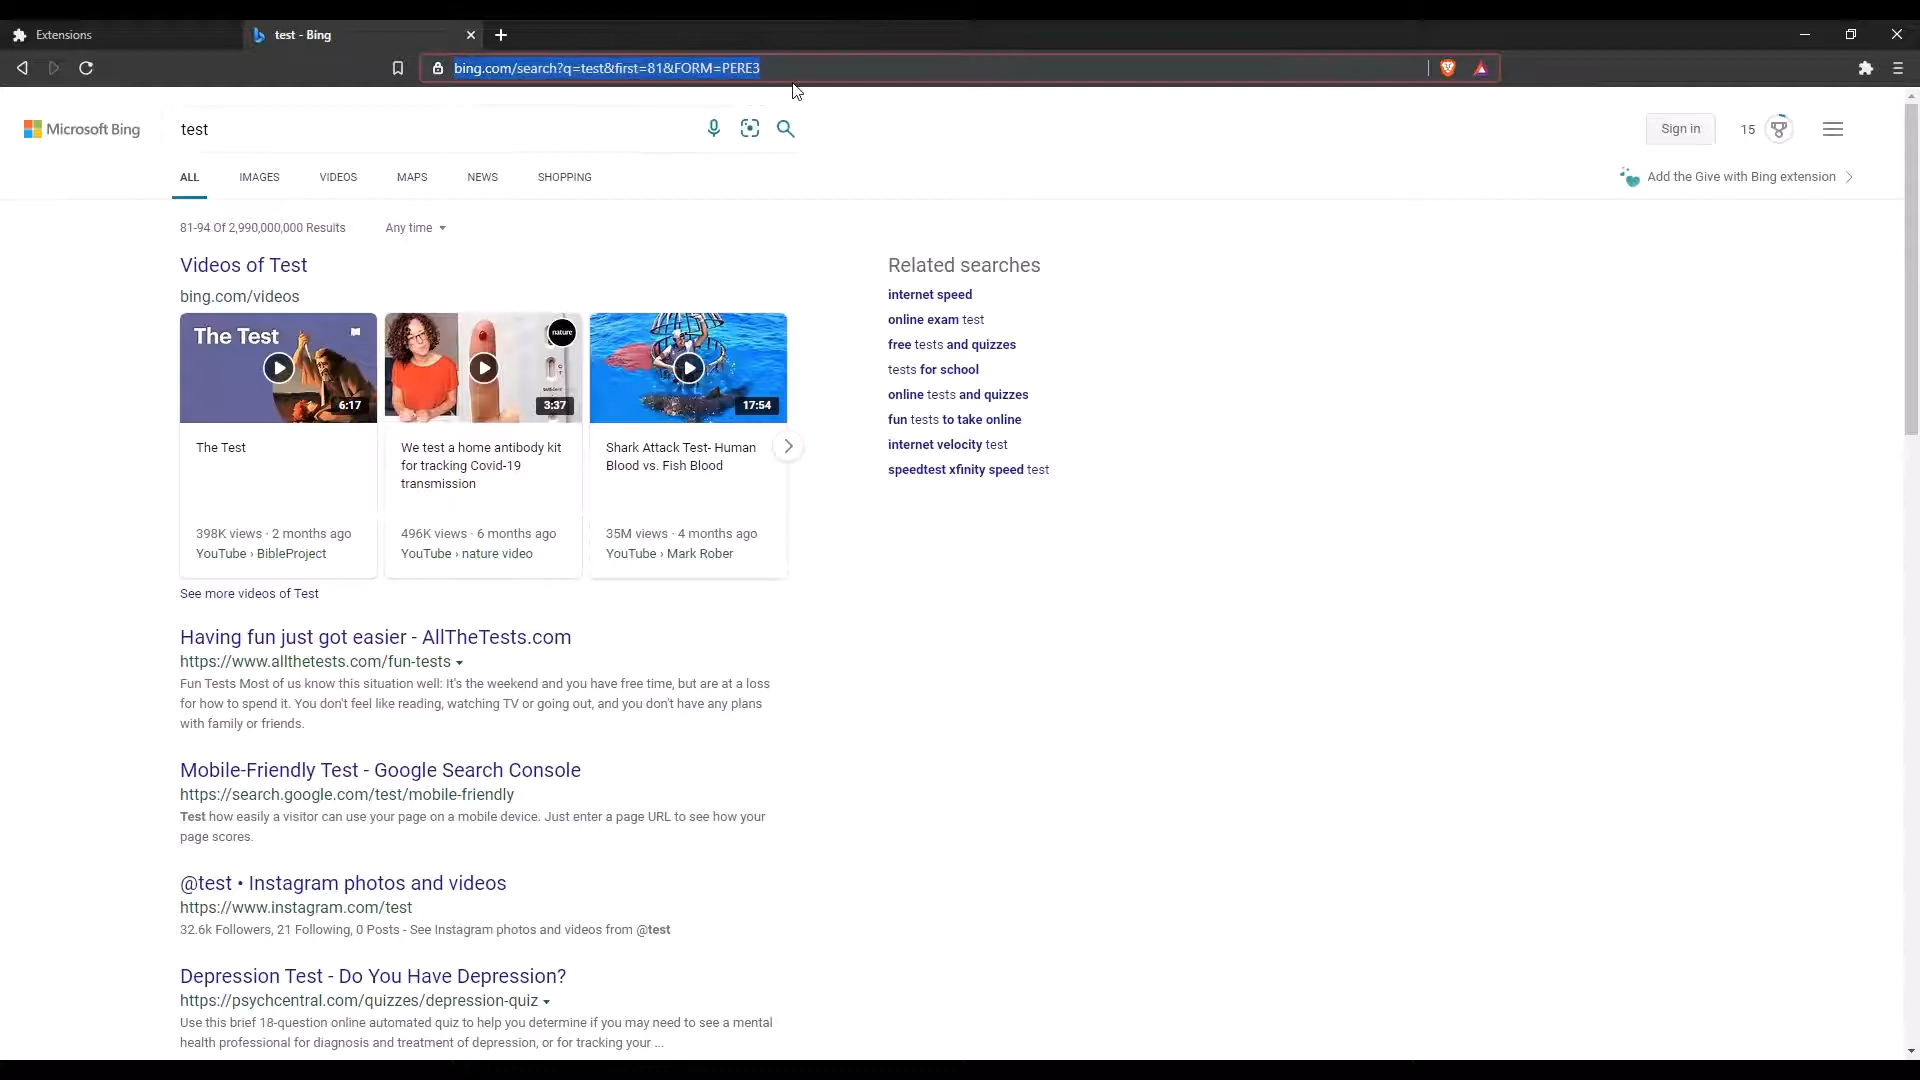 Extensions
test - Bing
bing.com/search?q=test&first=81&FORM=PERE3
Microsoft Bing
test
Sign in
15
ALL
IMAGES
VIDEOS
MAPS
NEWS
SHOPPING
Add the Give with Bing extension
81-94 Of 2,990,000,000 Results
Any time
Videos of Test
bing.com/videos
The Test
6:17
nature
3:37
17:54
The Test
398K views · 2 months ago
YouTube › BibleProject
We test a home antibody kit
for tracking Covid-19
transmission
496K views · 6 months ago
YouTube › nature video
Shark Attack Test- Human
Blood vs. Fish Blood
35M views · 4 months ago
YouTube › Mark Rober
See more videos of Test
Having fun just got easier - AllTheTests.com
https://www.allthetests.com/fun-tests
Fun Tests Most of us know this situation well: It's the weekend and you have free time, but are at a loss
for how to spend it. You don't feel like reading, watching TV or going out, and you don't have any plans
with family or friends.
Mobile-Friendly Test - Google Search Console
https://search.google.com/test/mobile-friendly
Test how easily a visitor can use your page on a mobile device. Just enter a page URL to see how your
page scores.
@test • Instagram photos and videos
https://www.instagram.com/test
32.6k Followers, 21 Following, 0 Posts - See Instagram photos and videos from @test
Depression Test - Do You Have Depression?
https://psychcentral.com/quizzes/depression-quiz
Use this brief 18-question online automated quiz to help you determine if you may need to see a mental
health professional for diagnosis and treatment of depression, or for tracking your ...
Related searches
internet speed
online exam test
free tests and quizzes
tests for school
online tests and quizzes
fun tests to take online
internet velocity test
speedtest xfinity speed test